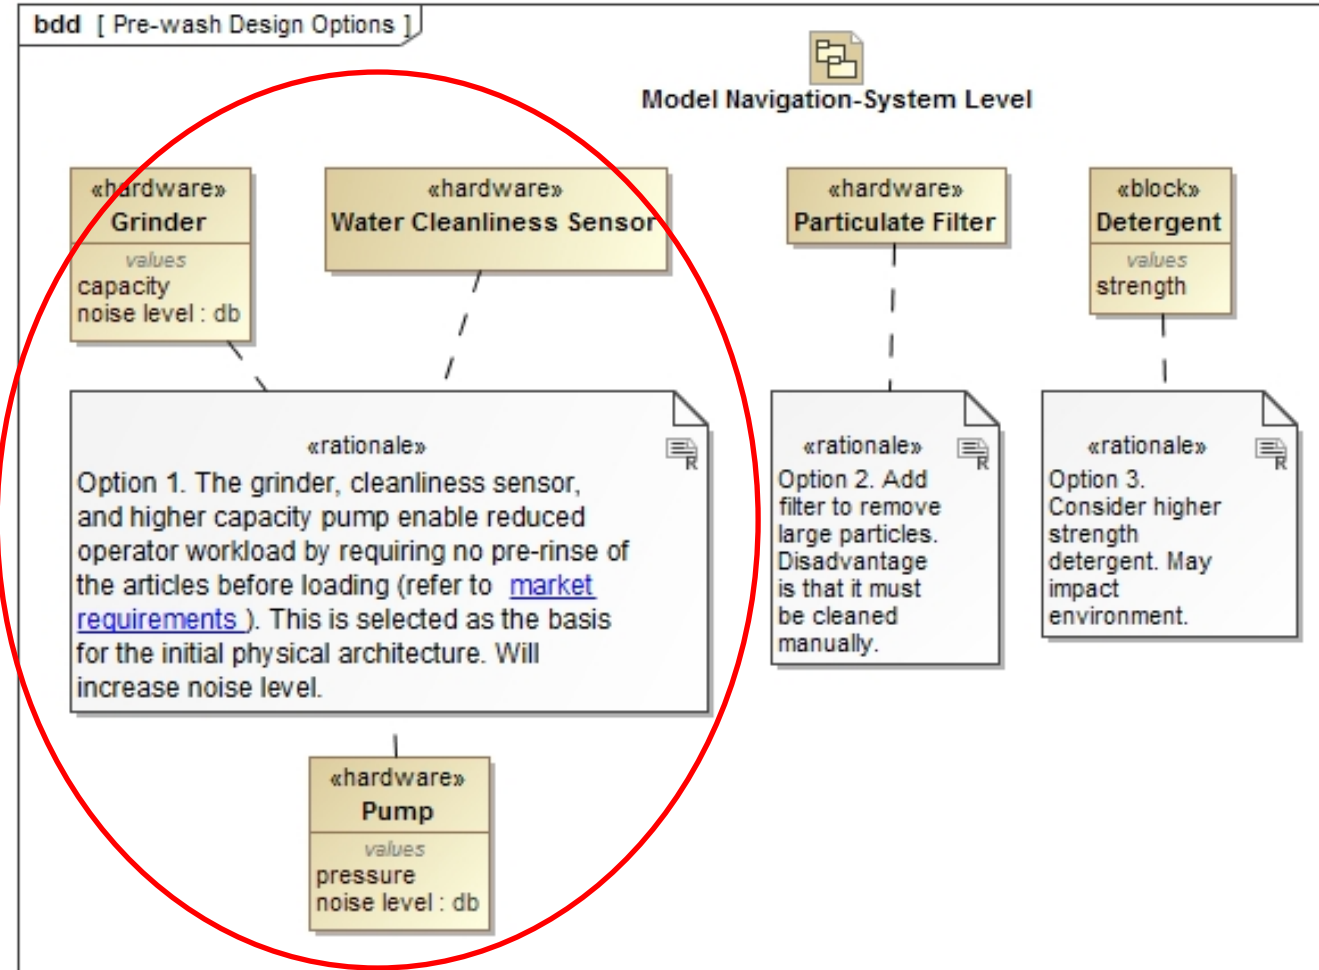 bdd [ Pre-wash Design Options ]
Model Navigation-System Level
«hardware»
Grinder
values
capacity
noise level : db
«hardware»
Water Cleanliness Sensor
«hardware»
Particulate Filter
«block»
Detergent
values
strength
«rationale»
Option 1. The grinder, cleanliness sensor,
and higher capacity pump enable reduced
operator workload by requiring no pre-rinse of
the articles before loading (refer to market
requirements ). This is selected as the basis
for the initial physical architecture. Will
increase noise level.
R
«rationale»
Option 2. Add
filter to remove
large particles.
Disadvantage
is that it must
be cleaned
manually.
R
«rationale»
Option 3.
Consider higher
strength
detergent. May
impact
environment.
R
«hardware»
Pump
values
pressure
noise level : db